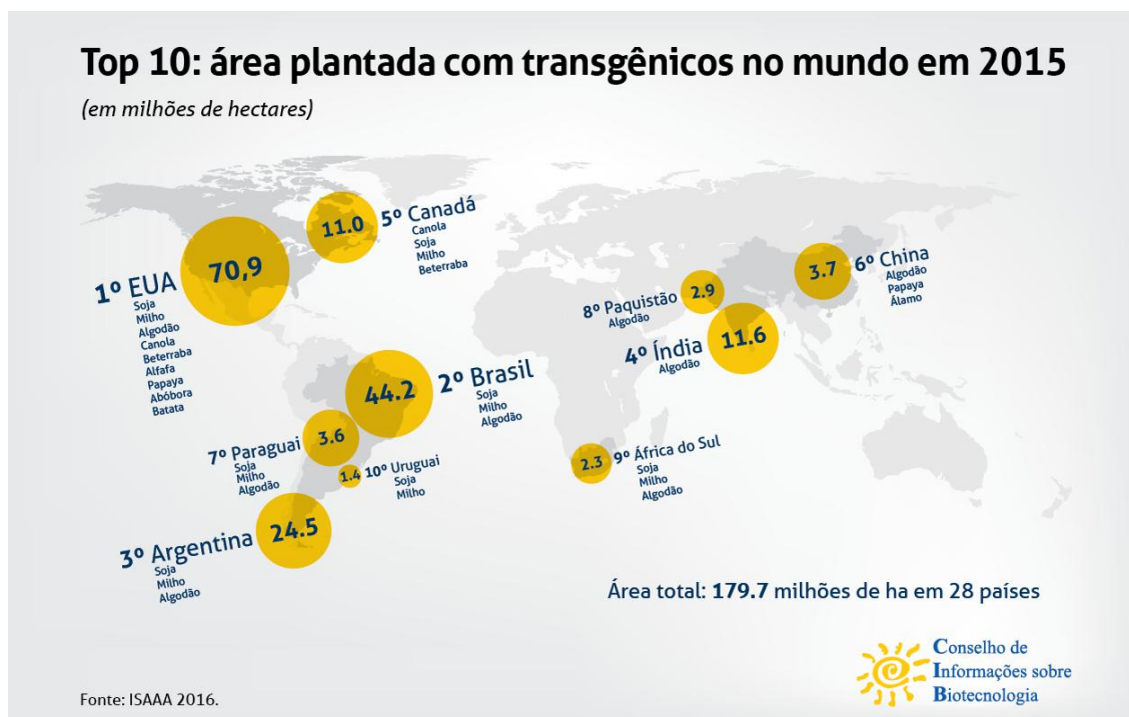 Top 10: área plantada com transgênicos no mundo em 2015
(em milhões de hectares)
70,9
1º EUA
Soja
Milho
Algodão
Canola
Beterraba
Alfafa
Papaya
Abóbora
Batata
11.0
5º Canadá
Canola
Soja
Milho
Beterraba
3.7
6º China
Algodão
Papaya
Álamo
8º Paquistão
Algodão
2.9
4º Índia
Algodão
11.6
44.2
2º Brasil
Soja
Milho
Algodão
7º Paraguai
Soja
Milho
Algodão
3.6
1.4
10º Uruguai
Soja
Milho
2.3
9º África do Sul
Soja
Milho
Algodão
3º Argentina
Soja
Milho
Algodão
24.5
Área total: 179.7 milhões de ha em 28 países
Conselho de
Informações sobre
Biotecnologia
Fonte: ISAAA 2016.